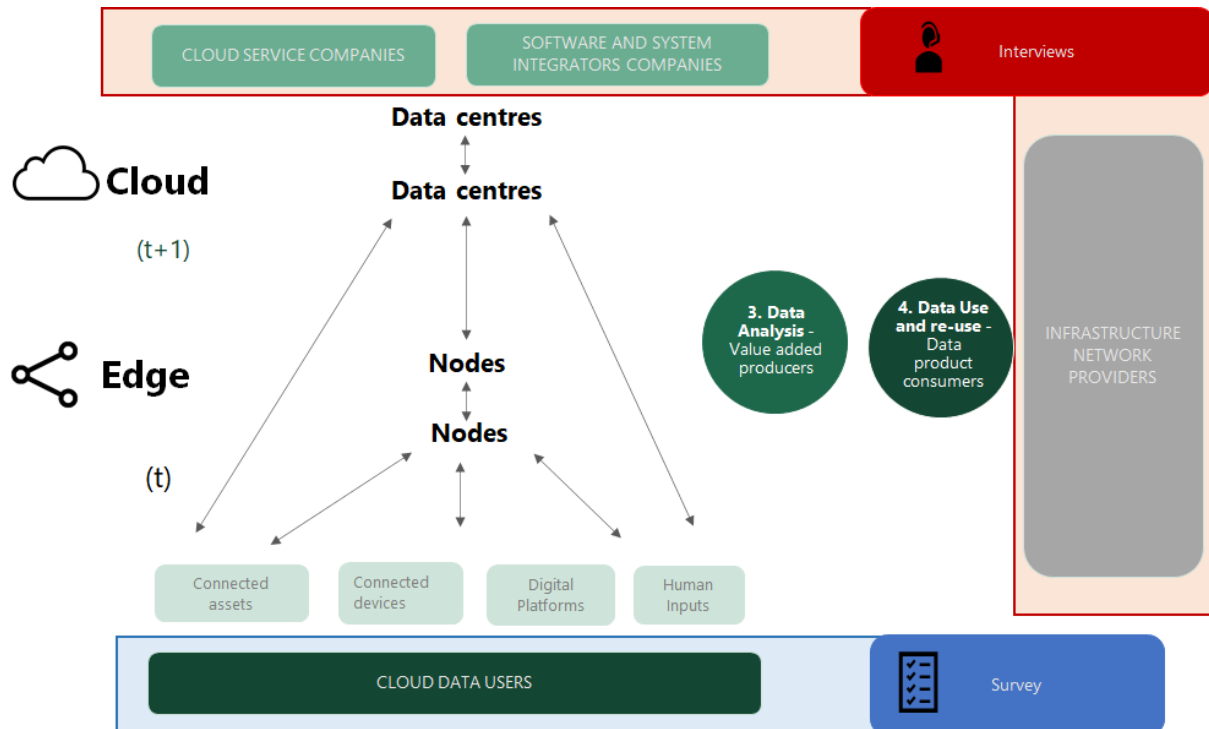 CLOUD SERVICE COMPANIES
SOFTWARE AND SYSTEM
INTEGRATORS COMPANIES
Interviews
Data centres
Cloud
Data centres
(t+1)
3. Data
Analysis -
Value added
producers
4. Data Use
and re-use -
Data
product
consumers
INFRASTRUCTURE
NETWORK
PROVIDERS
Edge
Nodes
Nodes
(t)
Connected
assets
Connected
devices
Digital
Platforms
Human
Inputs
CLOUD DATA USERS
Survey